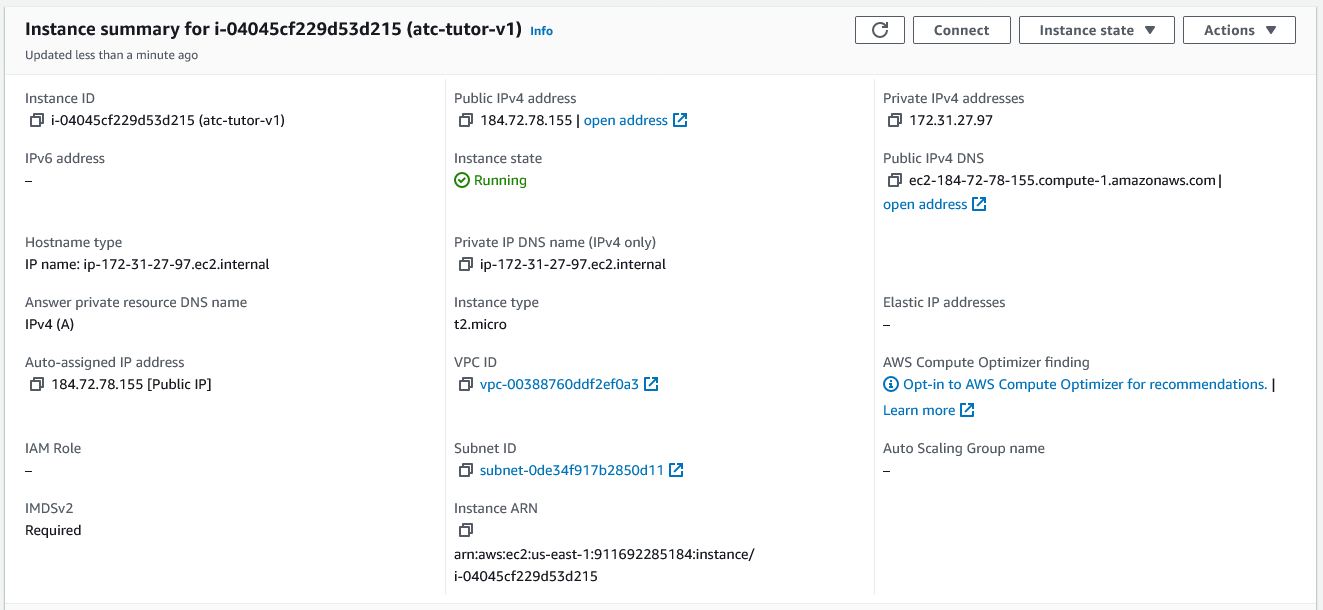 Instance summary for i-04045cf229d53d215 (atc-tutor-v1) Info
Updated less than a minute ago
Connect
Instance state
Actions
Instance ID
i-04045cf229d53d215 (atc-tutor-v1)
Public IPv4 address
184.72.78.155 | open address
Private IPv4 addresses
172.31.27.97
IPv6 address
–
Instance state
Running
Public IPv4 DNS
ec2-184-72-78-155.compute-1.amazonaws.com |
open address
Hostname type
IP name: ip-172-31-27-97.ec2.internal
Private IP DNS name (IPv4 only)
ip-172-31-27-97.ec2.internal
Answer private resource DNS name
IPv4 (A)
Instance type
t2.micro
Elastic IP addresses
–
Auto-assigned IP address
184.72.78.155 [Public IP]
VPC ID
vpc-00388760ddf2ef0a3
AWS Compute Optimizer finding
Opt-in to AWS Compute Optimizer for recommendations. |
Learn more
IAM Role
–
Subnet ID
subnet-0de34f917b2850d11
Auto Scaling Group name
–
IMDSv2
Required
Instance ARN
arn:aws:ec2:us-east-1:911692285184:instance/
i-04045cf229d53d215